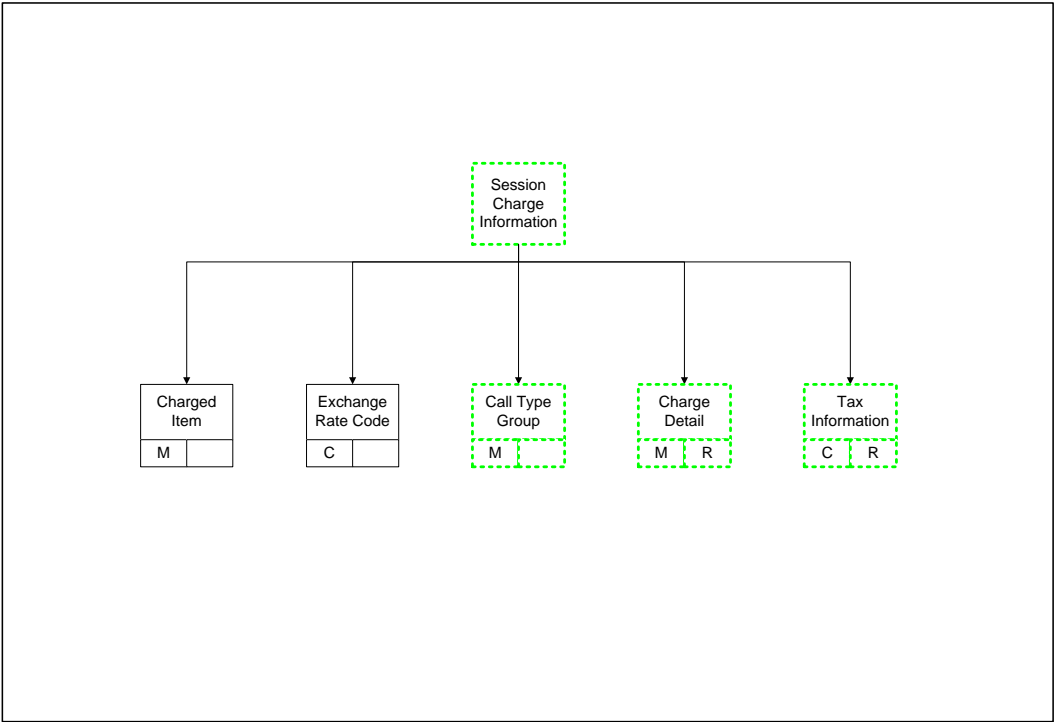 Session
Charge
Information
Charged
Item
M
Exchange
Rate Code
C
Call Type
Group
M
Charge
Detail
M R
Tax
Information
C R